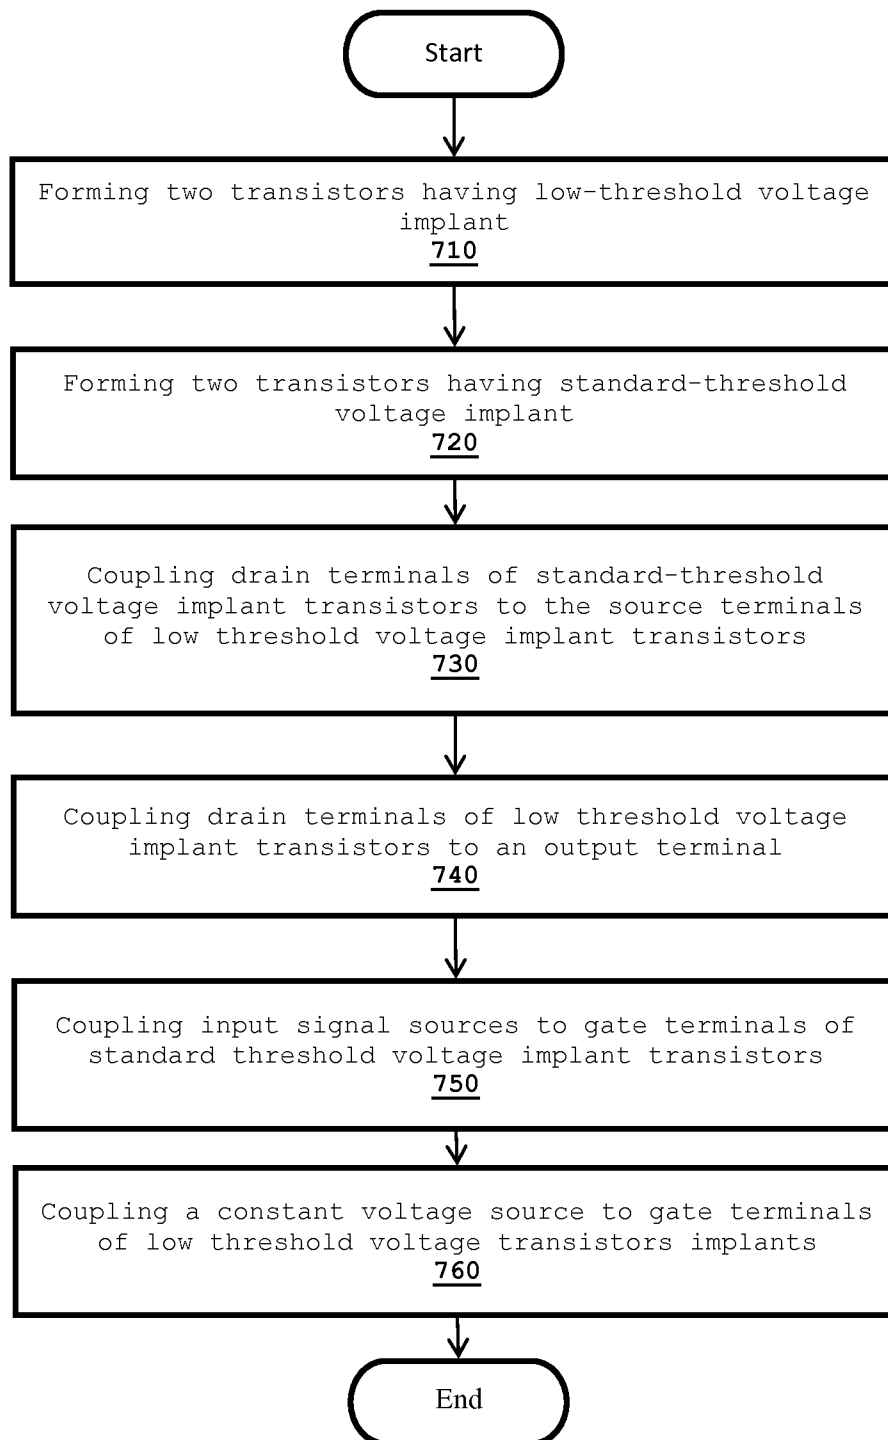 Start
Forming two transistors having low-threshold voltage
implant
710
Forming two transistors having standard-threshold
voltage implant
720
Coupling drain terminals of standard-threshold
voltage implant transistors to the source terminals
of low threshold voltage implant transistors
730
Coupling drain terminals of low threshold voltage
implant transistors to an output terminal
740
Coupling input signal sources to gate terminals of
standard threshold voltage implant transistors
750
Coupling a constant voltage source to gate terminals
of low threshold voltage transistors implants
760
End